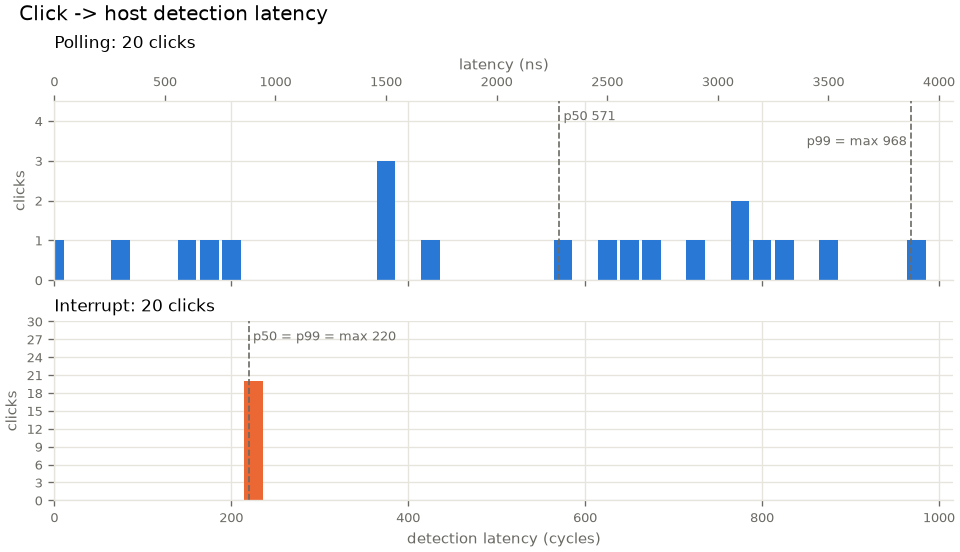 Click -> host detection latency
Polling: 20 clicks
latency (ns)
0 500 1000 1500 2000 2500 3000 3500 4000
4
3
2
1
0
clicks
p50 571
p99 = max 968
Interrupt: 20 clicks
30
27
24
21
18
15
12
9
6
3
0
clicks
p50 = p99 = max 220
0 200 400 600 800 1000
detection latency (cycles)